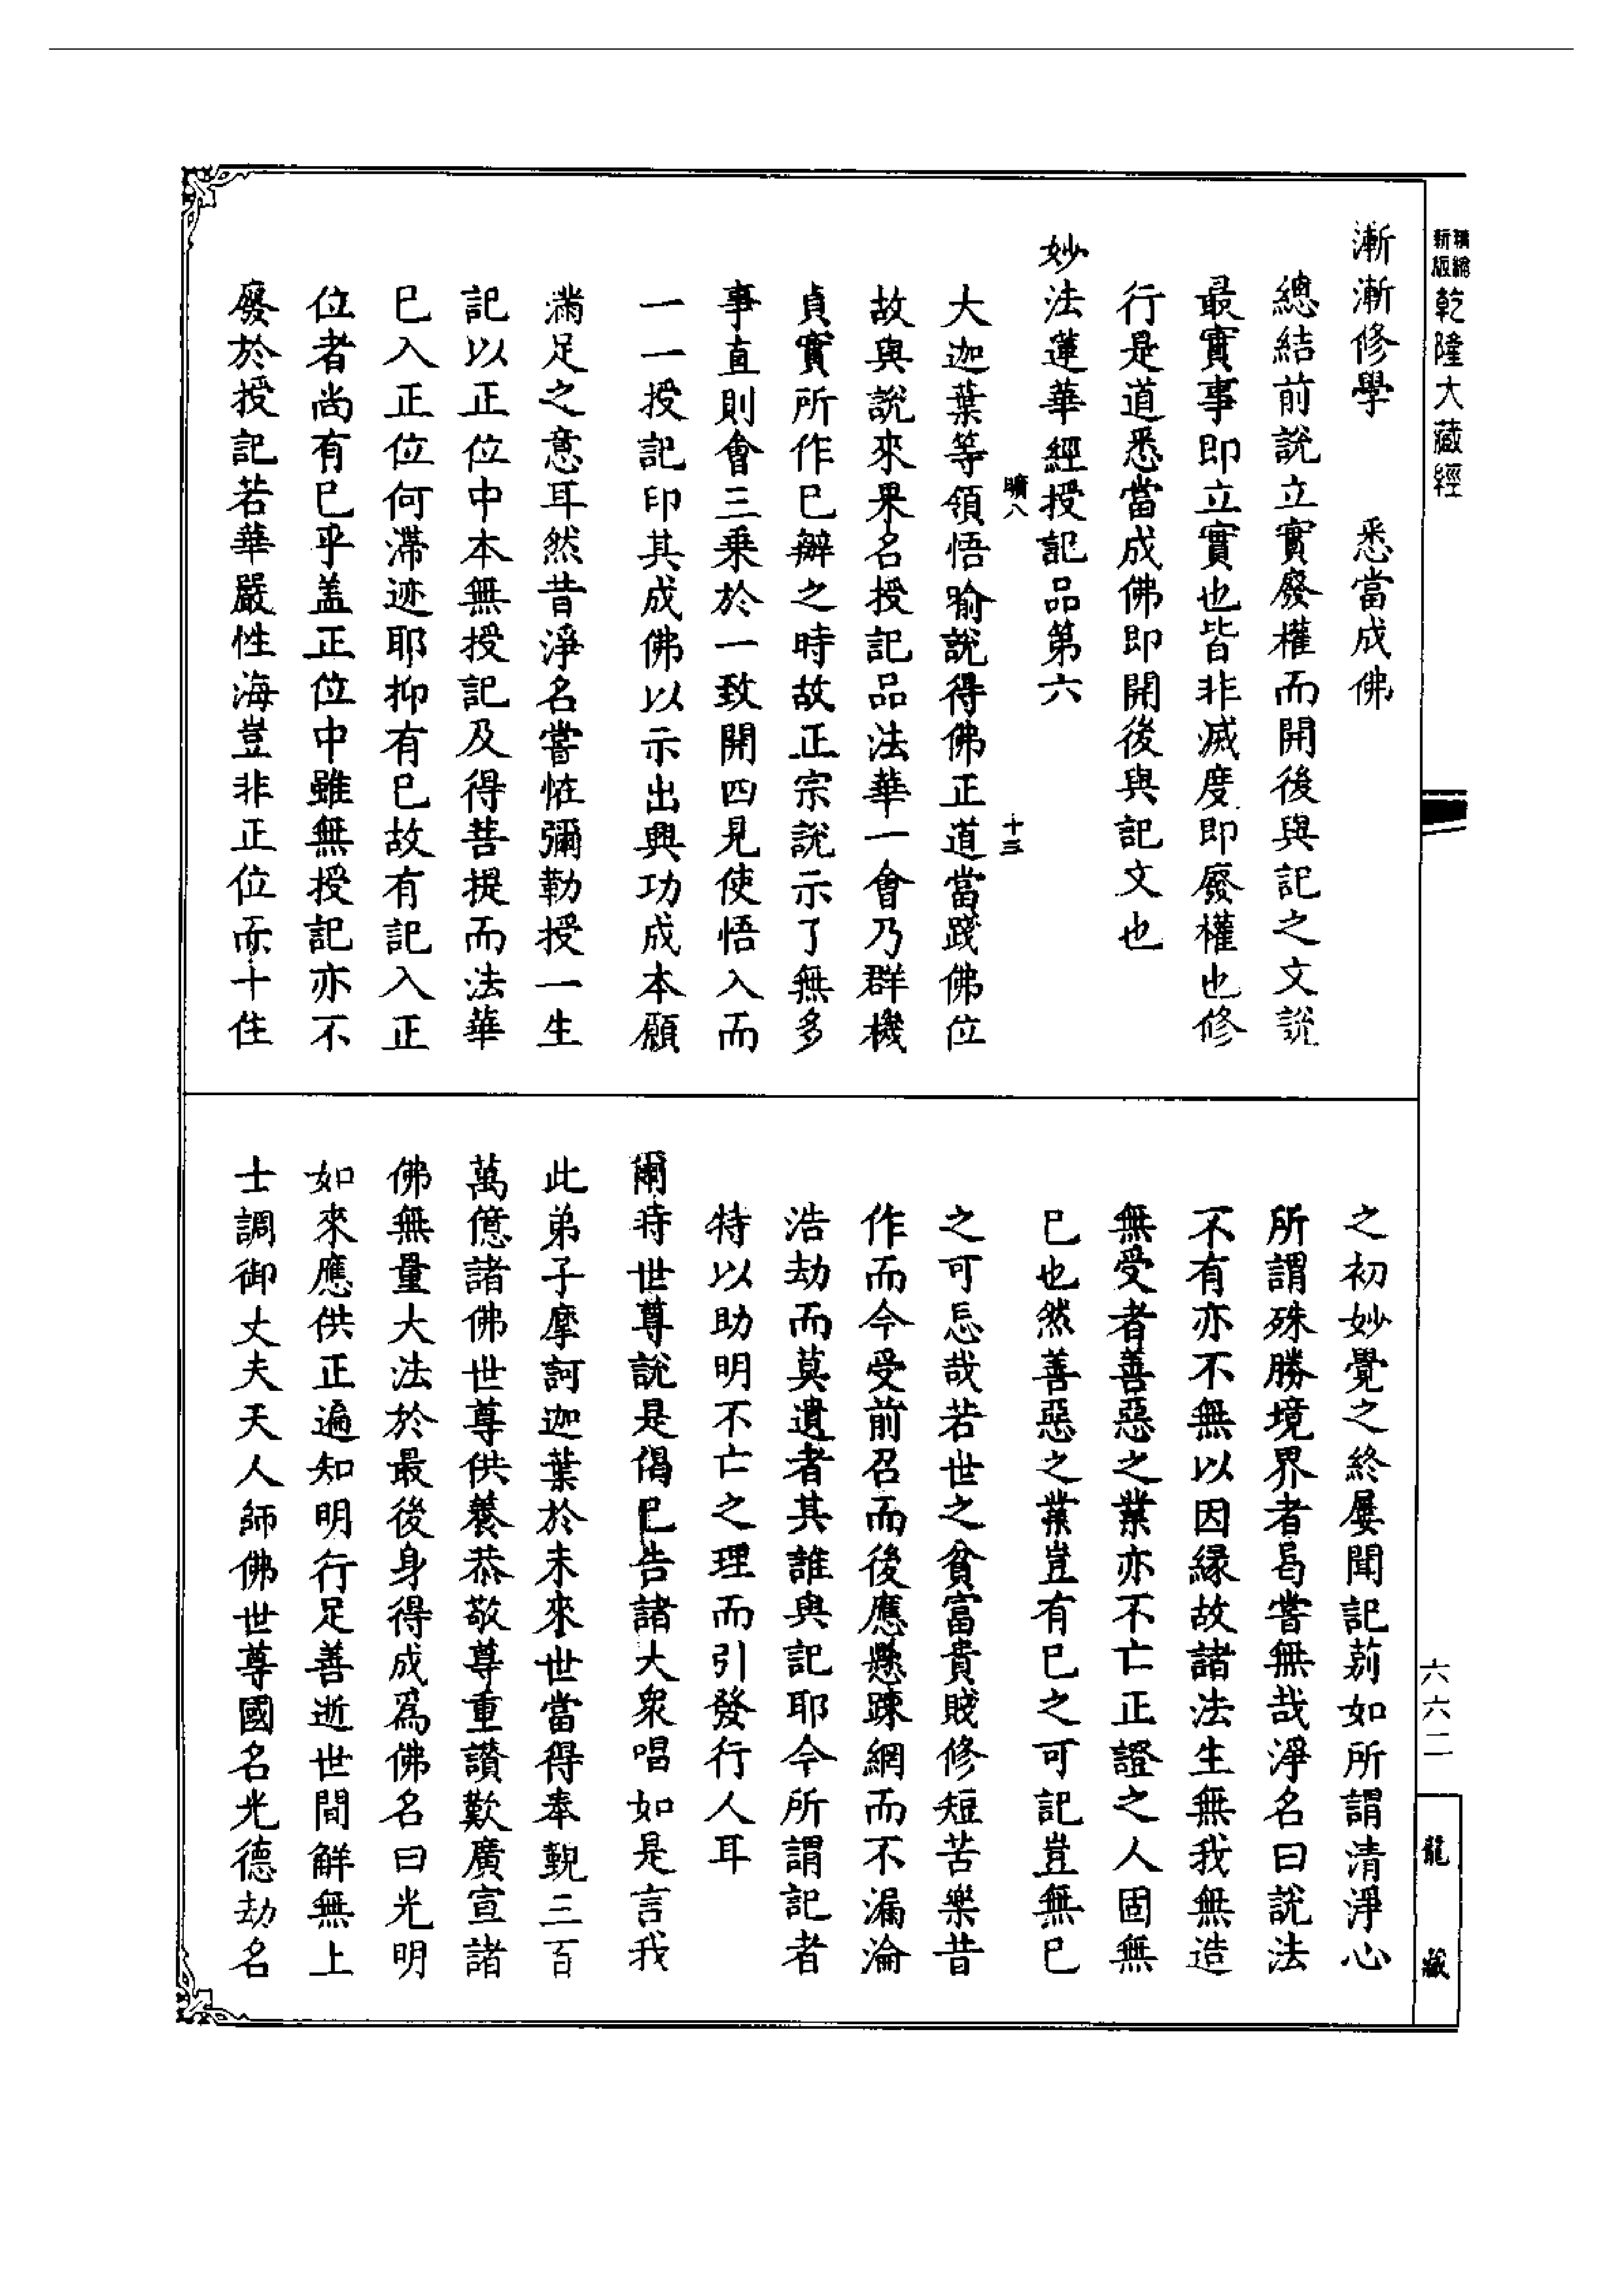 精縮
新版
乾隆大藏經
漸漸修學　悉當成佛
總結前說立實廢權而開後與記之文說
最實事即立實也皆非滅度即廢權也修
行是道悉當成佛即開後與記文也
妙法蓮華經授記品第六
曠八　十三
大迦葉等領悟喻說得佛正道當踐佛位
故與說來果名授記品法華一會乃群機
貞實所作巳辦之時故正宗說示了無多
事直則會三乗於一致開四見使悟入而
一一授記印其成佛以示出興功成本願
滿足之意耳然昔淨名嘗恠彌勒授一生
記以正位中本無授記及得菩提而法華
巳入正位何滯迹耶抑有巳故有記入正
位者尚有巳乎盖正位中雖無授記亦不
廢於授記若華嚴性海豈非正位而十住
之初妙覺之終屢聞記莂如所謂清淨心
所謂殊勝境界者曷嘗無哉淨名曰說法
不有亦不無以因緣故諸法生無我無造
無受者善惡之業亦不亡正證之人固無
巳也然善惡之業豈有巳之可記豈無巳
之可忘哉若世之貧富貴賤修短苦樂昔
作而今受前召而後應懸踈網而不漏淪
浩劫而莫遺者其誰與記耶今所謂記者
特以助明不亡之理而引發行人耳
爾時世尊說是偈巳告諸大衆唱如是言我
此弟子摩訶迦葉於未來世當得奉覲三百
萬億諸佛世尊供養恭敬尊重讚歎廣宣諸
佛無量大法於最後身得成爲佛名曰光明
如來應供正遍知明行足善逝世間解無上
士調御丈夫天人師佛世尊國名光德劫名
六六二
龍藏